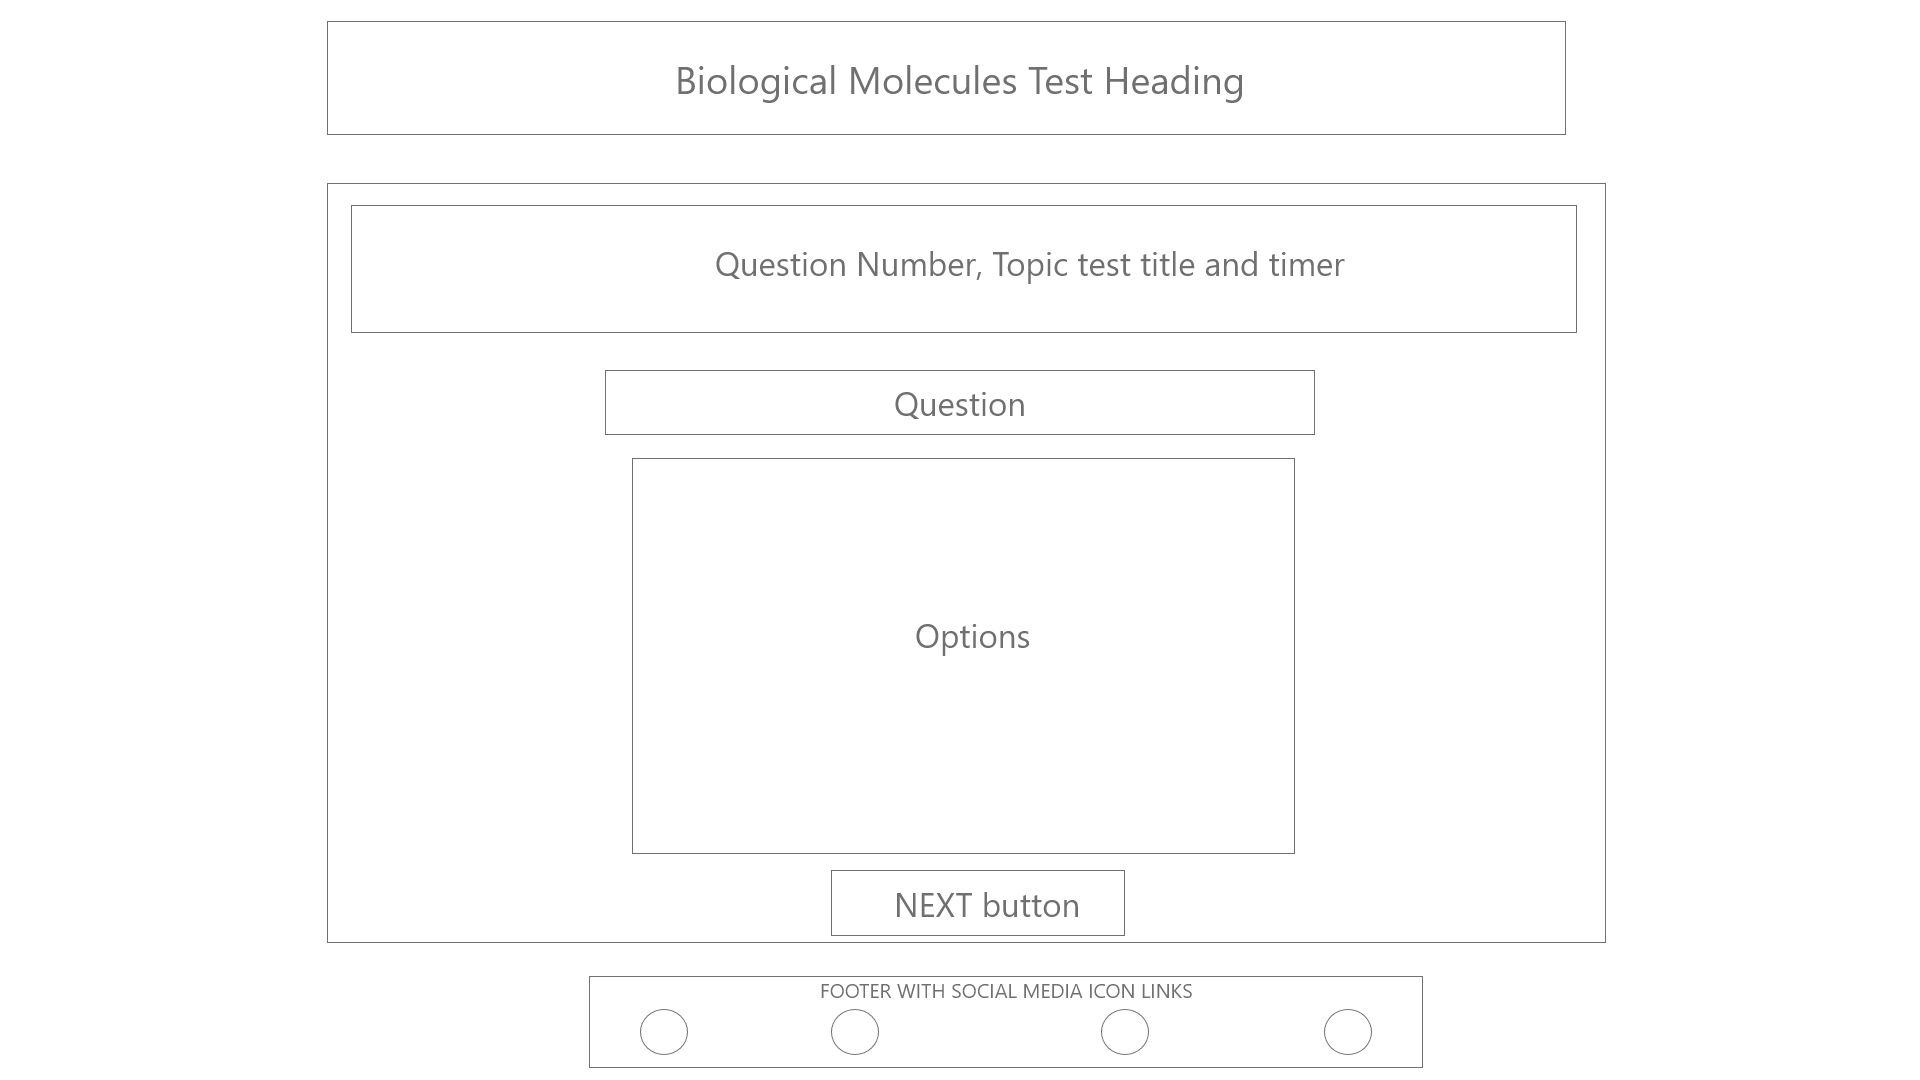 Biological Molecules Test Heading
Question Number, Topic test title and timer
Question
Options
NEXT button
FOOTER WITH SOCIAL MEDIA ICON LINKS